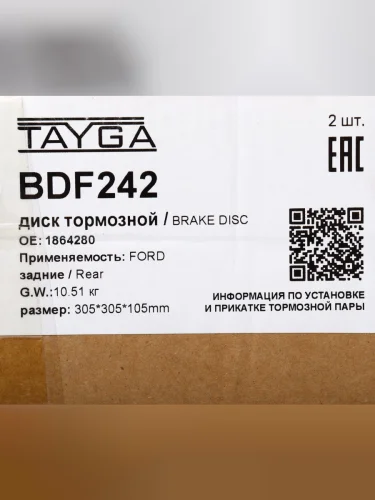 TAYGA
2 шт.
EAC
BDF242
диск тормозной / BRAKE DISC
OE: 1864280
Применяемость: FORD
задние / Rear
G.W.: 10.51 кг
размер: 305*305*105mm
ИНФОРМАЦИЯ ПО УСТАНОВКЕ
И ПРИКАТКЕ ТОРМОЗНОЙ ПАРЫ